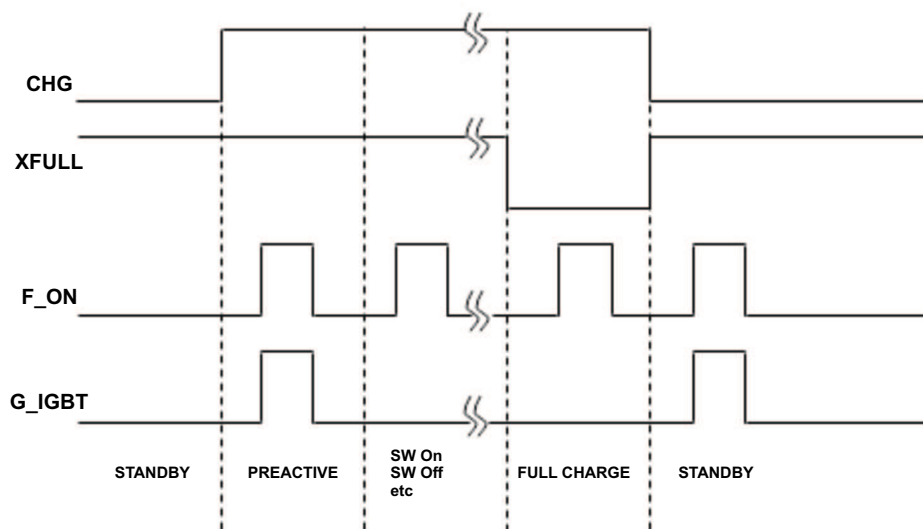 CHG
XFULL
F_ON
G_IGBT
STANDBY
PREACTIVE
SW On
SW Off
etc
FULL CHARGE
STANDBY